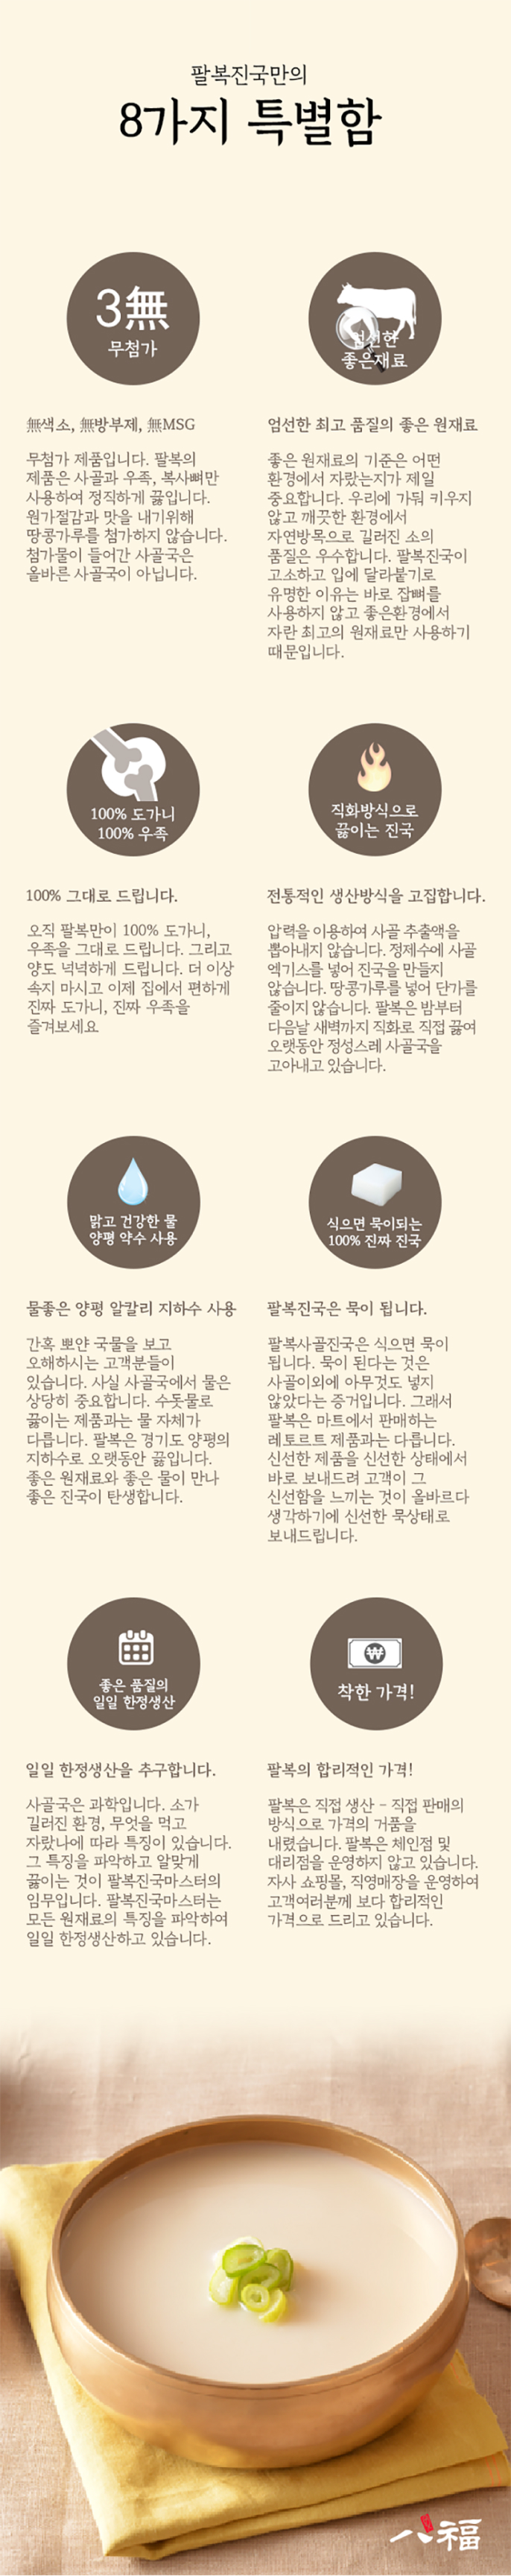 팔복진국만의
8가지 특별함
3無
무첨가
無색소, 無방부제, 無MSG
무첨가 제품입니다. 팔복의
제품은 사골과 우족, 복사뼈만
사용하여 정직하게 끓입니다.
원가절감과 맛을 내기위해
땅콩가루를 첨가하지 않습니다.
첨가물이 들어간 사골국은
올바른 사골국이 아닙니다.
엄선한
좋은재료
엄선한 최고 품질의 좋은 원재료
좋은 원재료의 기준은 어떤
환경에서 자랐는지가 제일
중요합니다. 우리에 가둬 키우지
않고 깨끗한 환경에서
자연방목으로 길러진 소의
품질은 우수합니다. 팔복진국이
고소하고 입에 달라붙기로
유명한 이유는 바로 잡뼈를
사용하지 않고 좋은환경에서
자란 최고의 원재료만 사용하기
때문입니다.
100% 도가니
100% 우족
100% 그대로 드립니다.
오직 팔복만이 100% 도가니,
우족을 그대로 드립니다. 그리고
양도 넉넉하게 드립니다. 더 이상
속지 마시고 이제 집에서 편하게
진짜 도가니, 진짜 우족을
즐겨보세요
직화방식으로
끓이는 진국
전통적인 생산방식을 고집합니다.
압력을 이용하여 사골 추출액을
뽑아내지 않습니다. 정제수에 사골
엑기스를 넣어 진국을 만들지
않습니다. 땅콩가루를 넣어 단가를
줄이지 않습니다. 팔복은 밤부터
다음날 새벽까지 직화로 직접 끓여
오랫동안 정성스레 사골국을
고아내고 있습니다.
맑고 건강한 물
양평 약수 사용
물좋은 양평 알칼리 지하수 사용
간혹 뽀얀 국물을 보고
오해하시는 고객분들이
있습니다. 사실 사골국에서 물은
상당히 중요합니다. 수돗물로
끓이는 제품과는 물 자체가
다릅니다. 팔복은 경기도 양평의
지하수로 오랫동안 끓입니다.
좋은 원재료와 좋은 물이 만나
좋은 진국이 탄생합니다.
식으면 묵이되는
100% 진짜 진국
팔복진국은 묵이 됩니다.
팔복사골진국은 식으면 묵이
됩니다. 묵이 된다는 것은
사골이외에 아무것도 넣지
않았다는 증거입니다. 그래서
팔복은 마트에서 판매하는
레토르트 제품과는 다릅니다.
신선한 제품을 신선한 상태에서
바로 보내드려 고객이 그
신선함을 느끼는 것이 올바르다
생각하기에 신선한 묵상태로
보내드립니다.
좋은 품질의
일일 한정생산
일일 한정생산을 추구합니다.
사골국은 과학입니다. 소가
길러진 환경, 무엇을 먹고
자랐나에 따라 특징이 있습니다.
그 특징을 파악하고 알맞게
끓이는 것이 팔복진국마스터의
임무입니다. 팔복진국마스터는
모든 원재료의 특징을 파악하여
일일 한정생산하고 있습니다.
착한 가격!
팔복의 합리적인 가격!
팔복은 직접 생산 - 직접 판매의
방식으로 가격의 거품을
내렸습니다. 팔복은 체인점 및
대리점을 운영하지 않고 있습니다.
자사 쇼핑몰, 직영매장을 운영하여
고객여러분께 보다 합리적인
가격으로 드리고 있습니다.
八福